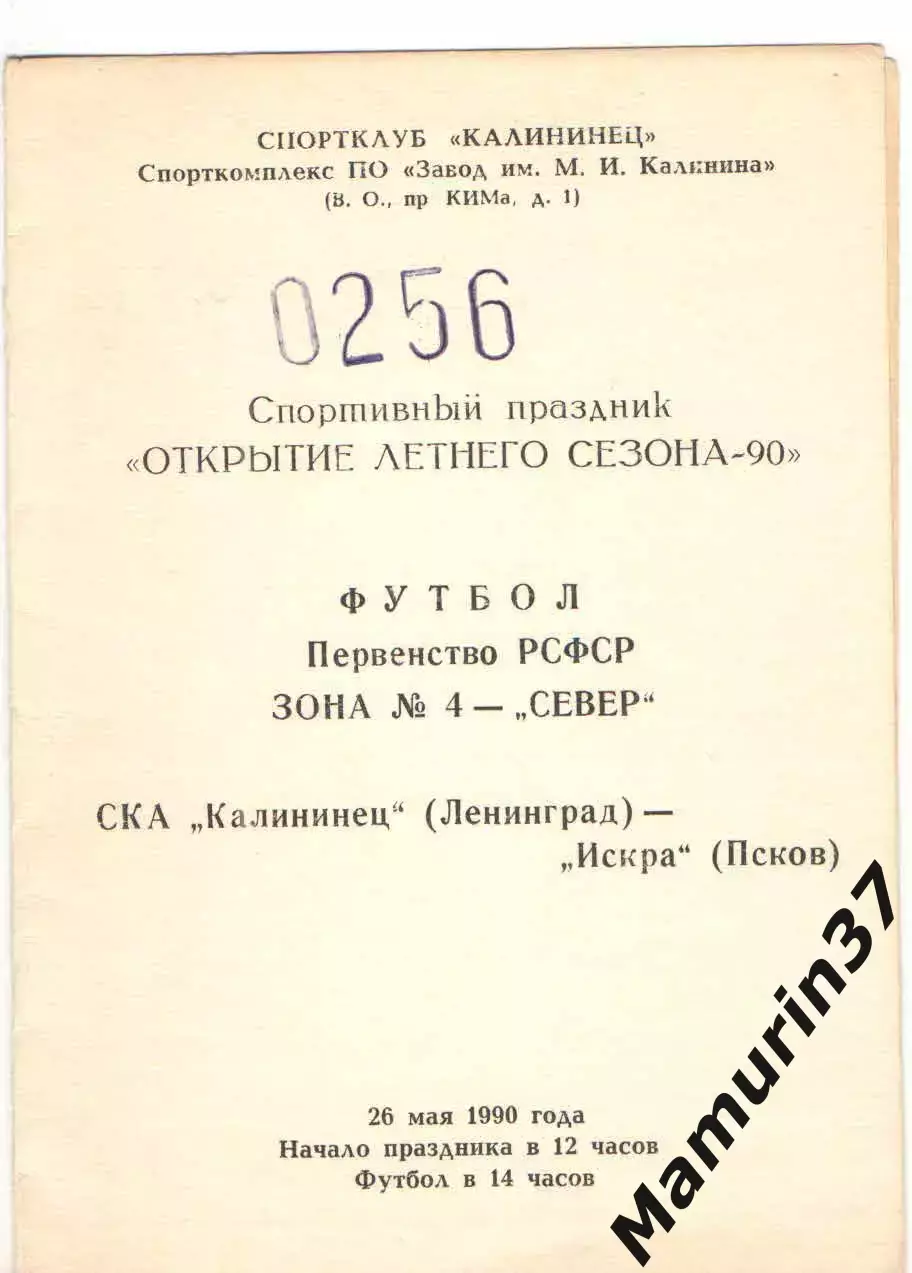 СПОРТКЛУБ «КАЛИНИНЕЦ»
Спорткомплекс ПО «Завод им. М. И. Калинина»
(В. О., пр КИМа, д. 1)
0256
Спортивный праздник
«ОТКРЫТИЕ ЛЕТНЕГО СЕЗОНА-90»
ФУТБОЛ
Первенство РСФСР
ЗОНА № 4 — „СЕВЕР“
СКА „Калининец“ (Ленинград) —
„Искра“ (Псков)
26 мая 1990 года
Начало праздника в 12 часов
Футбол в 14 часов
Mamurin37